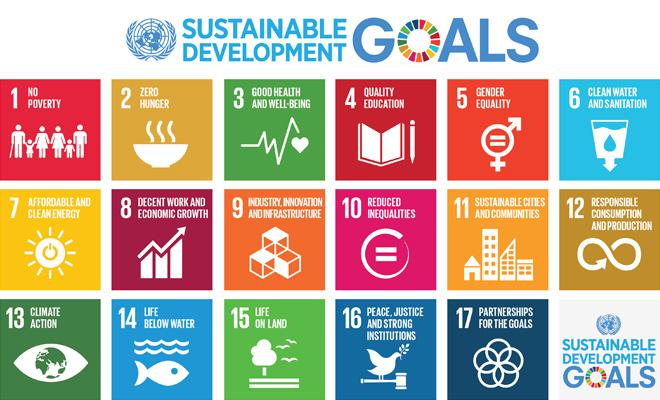 SUSTAINABLE
DEVELOPMENT
GOALS
1 NO
POVERTY
2 ZERO
HUNGER
3 GOOD HEALTH
AND WELL-BEING
4 QUALITY
EDUCATION
5 GENDER
EQUALITY
6 CLEAN WATER
AND SANITATION
7 AFFORDABLE AND
CLEAN ENERGY
8 DECENT WORK AND
ECONOMIC GROWTH
9 INDUSTRY, INNOVATION
AND INFRASTRUCTURE
10 REDUCED
INEQUALITIES
11 SUSTAINABLE CITIES
AND COMMUNITIES
12 RESPONSIBLE
CONSUMPTION
AND PRODUCTION
13 CLIMATE
ACTION
14 LIFE
BELOW WATER
15 LIFE
ON LAND
16 PEACE, JUSTICE
AND STRONG
INSTITUTIONS
17 PARTNERSHIPS
FOR THE GOALS
SUSTAINABLE
DEVELOPMENT
GOALS